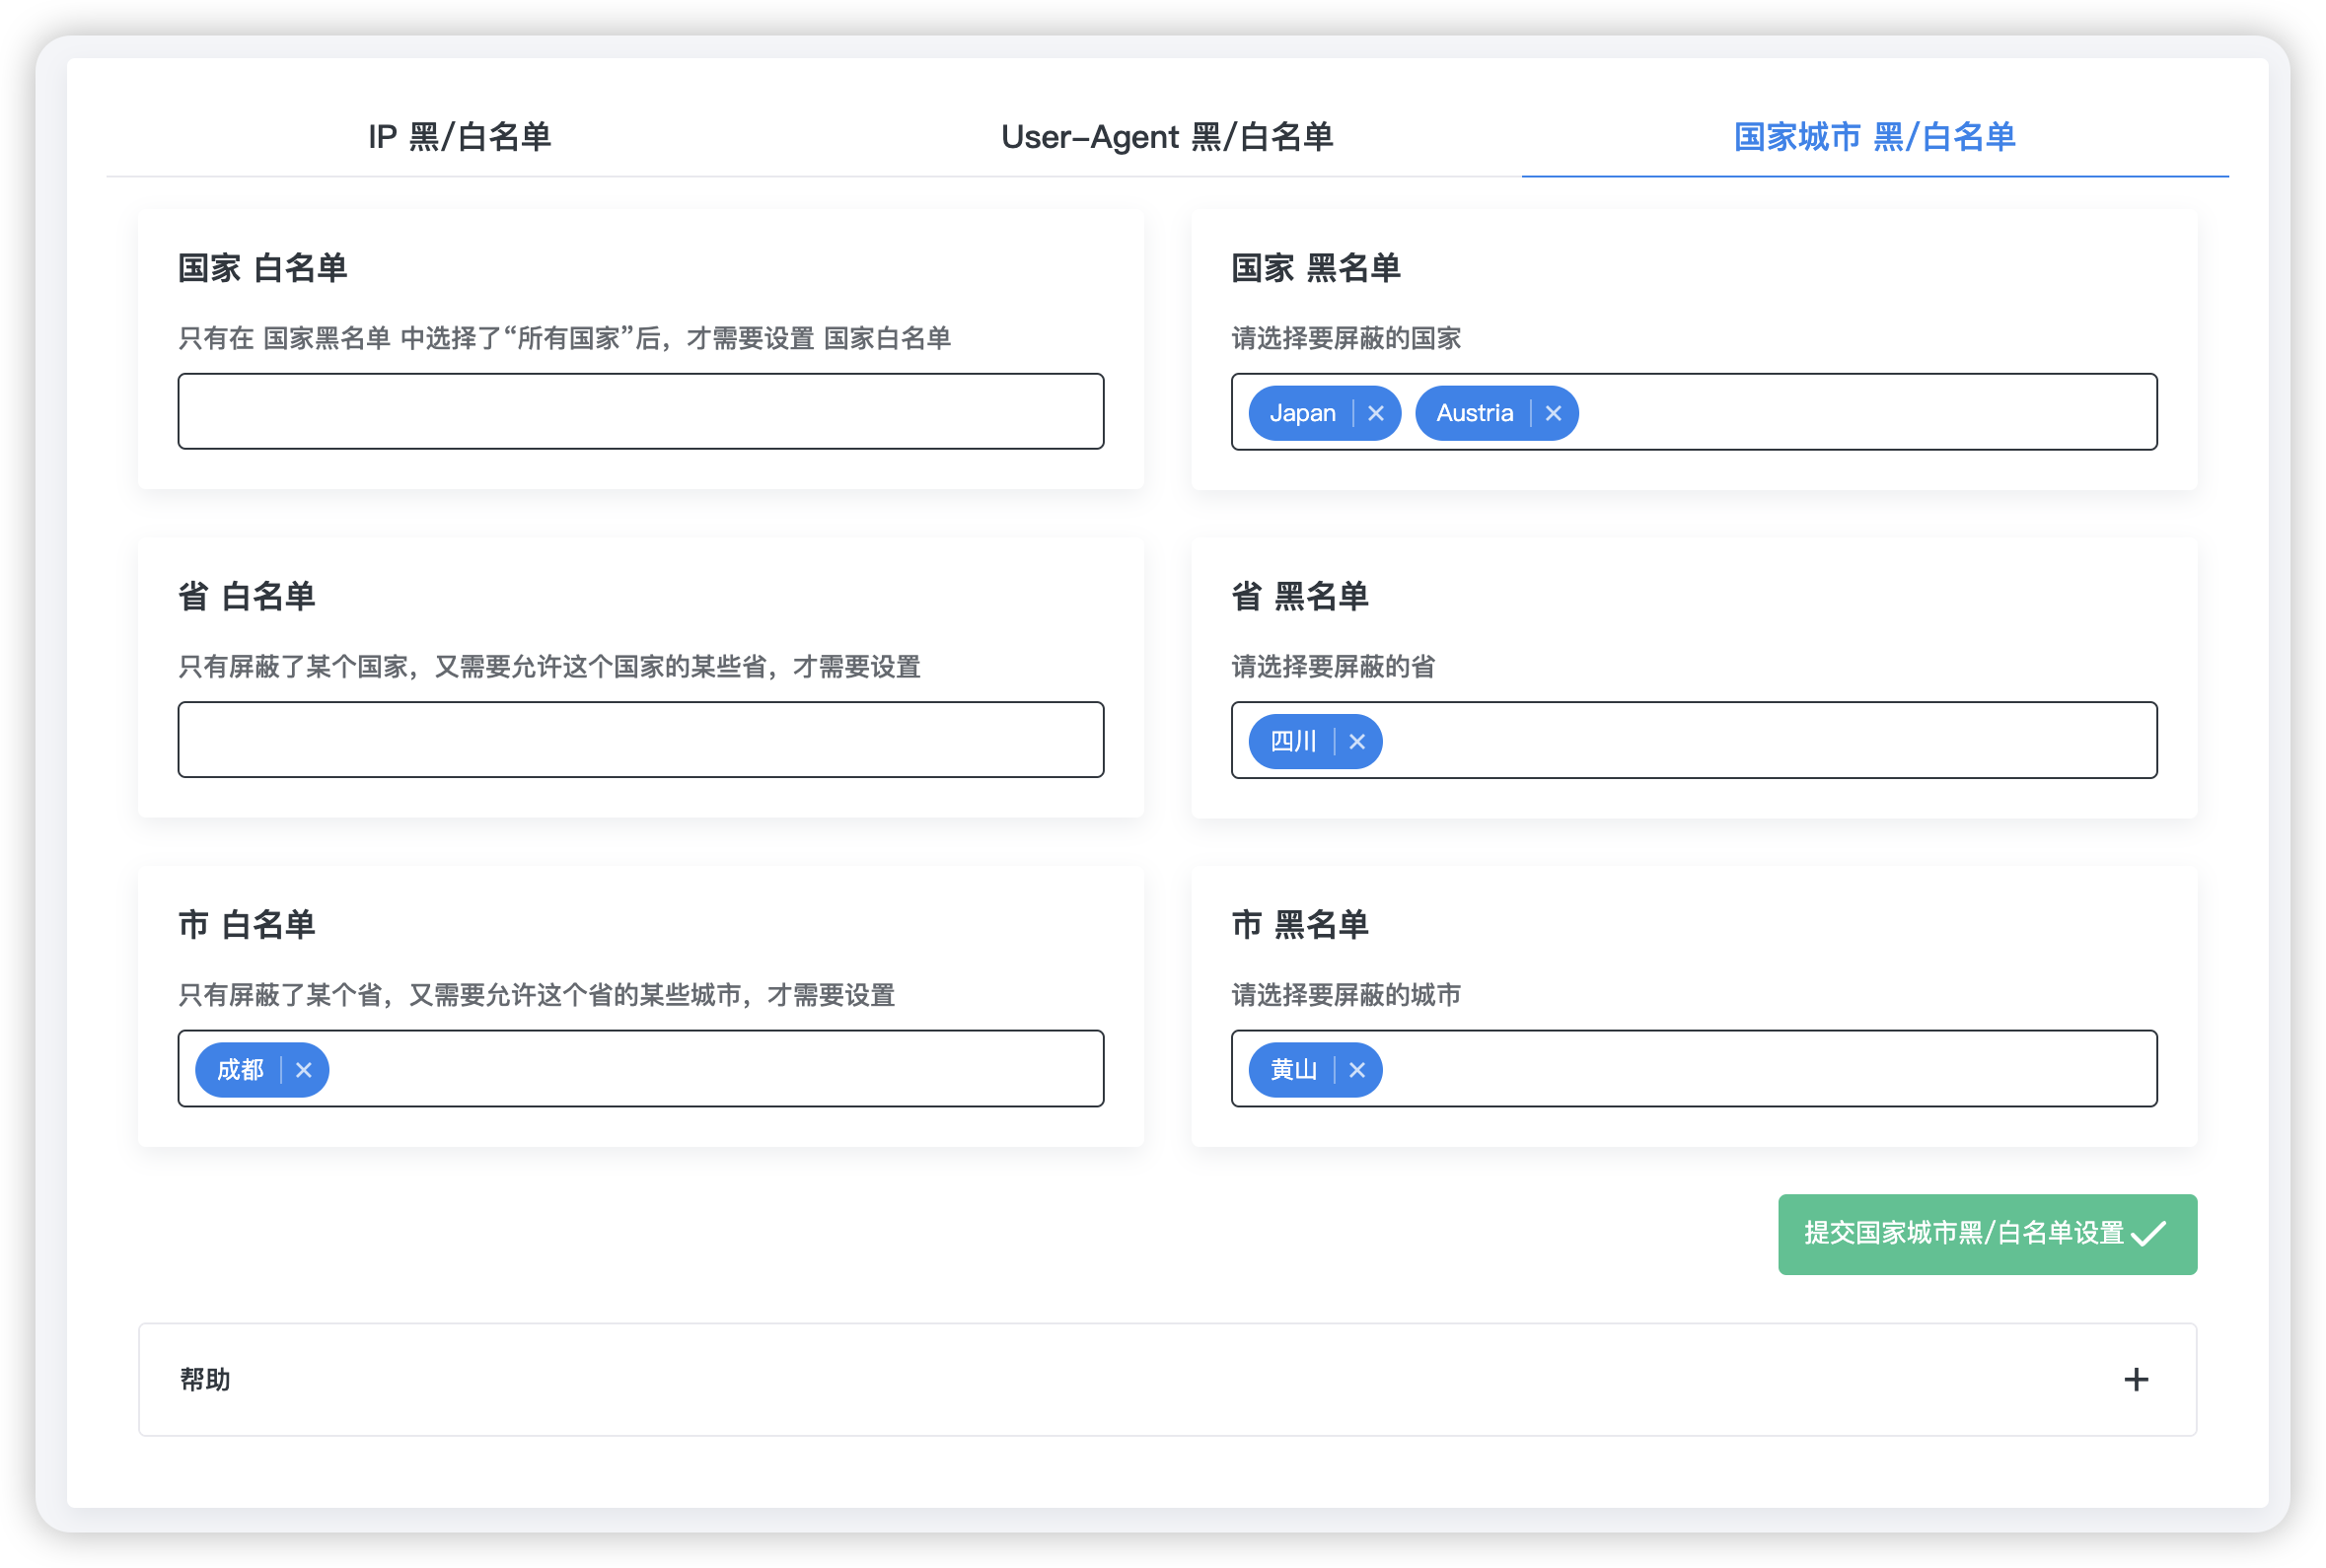 IP 黑/白名单
User-Agent 黑/白名单
国家城市 黑/白名单
国家 白名单
只有在 国家黑名单 中选择了“所有国家”后，才需要设置 国家白名单
国家 黑名单
请选择要屏蔽的国家
Japan
Austria
省 白名单
只有屏蔽了某个国家，又需要允许这个国家的某些省，才需要设置
省 黑名单
请选择要屏蔽的省
四川
市 白名单
只有屏蔽了某个省，又需要允许这个省的某些城市，才需要设置
成都
市 黑名单
请选择要屏蔽的城市
黄山
提交国家城市黑/白名单设置
帮助